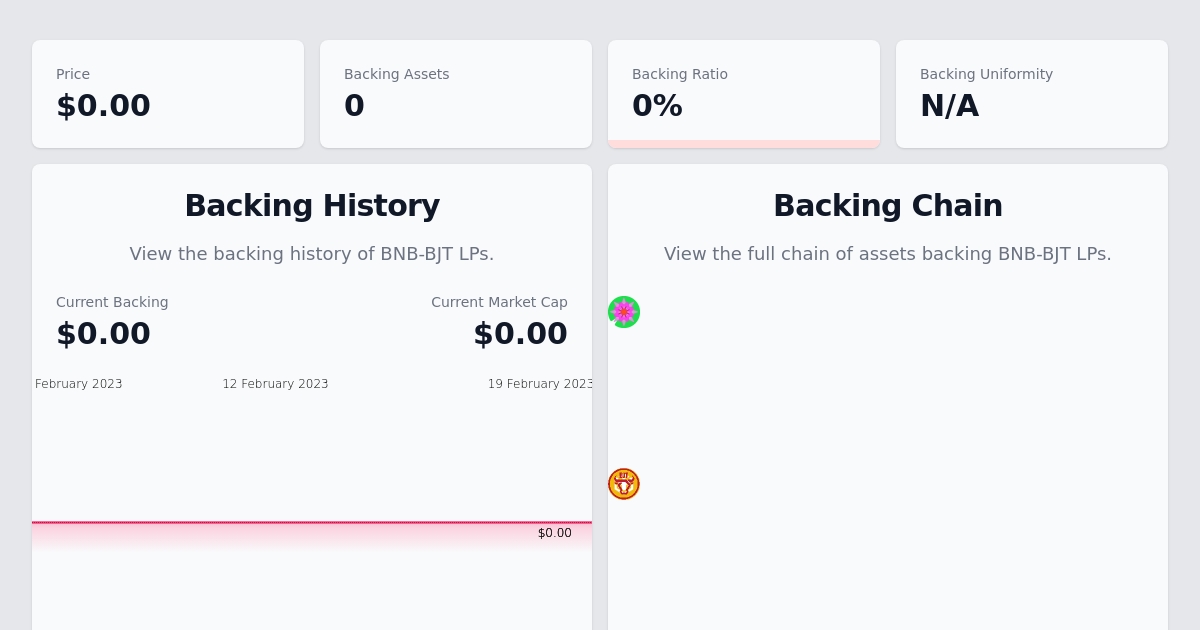 Price
$0.00
Backing Assets
0
Backing Ratio
0%
Backing Uniformity
N/A
Backing History
View the backing history of BNB-BJT LPs.
Current Backing
$0.00
Current Market Cap
$0.00
February 2023
12 February 2023
19 February 2023
$0.00
Backing Chain
View the full chain of assets backing BNB-BJT LPs.
BJT